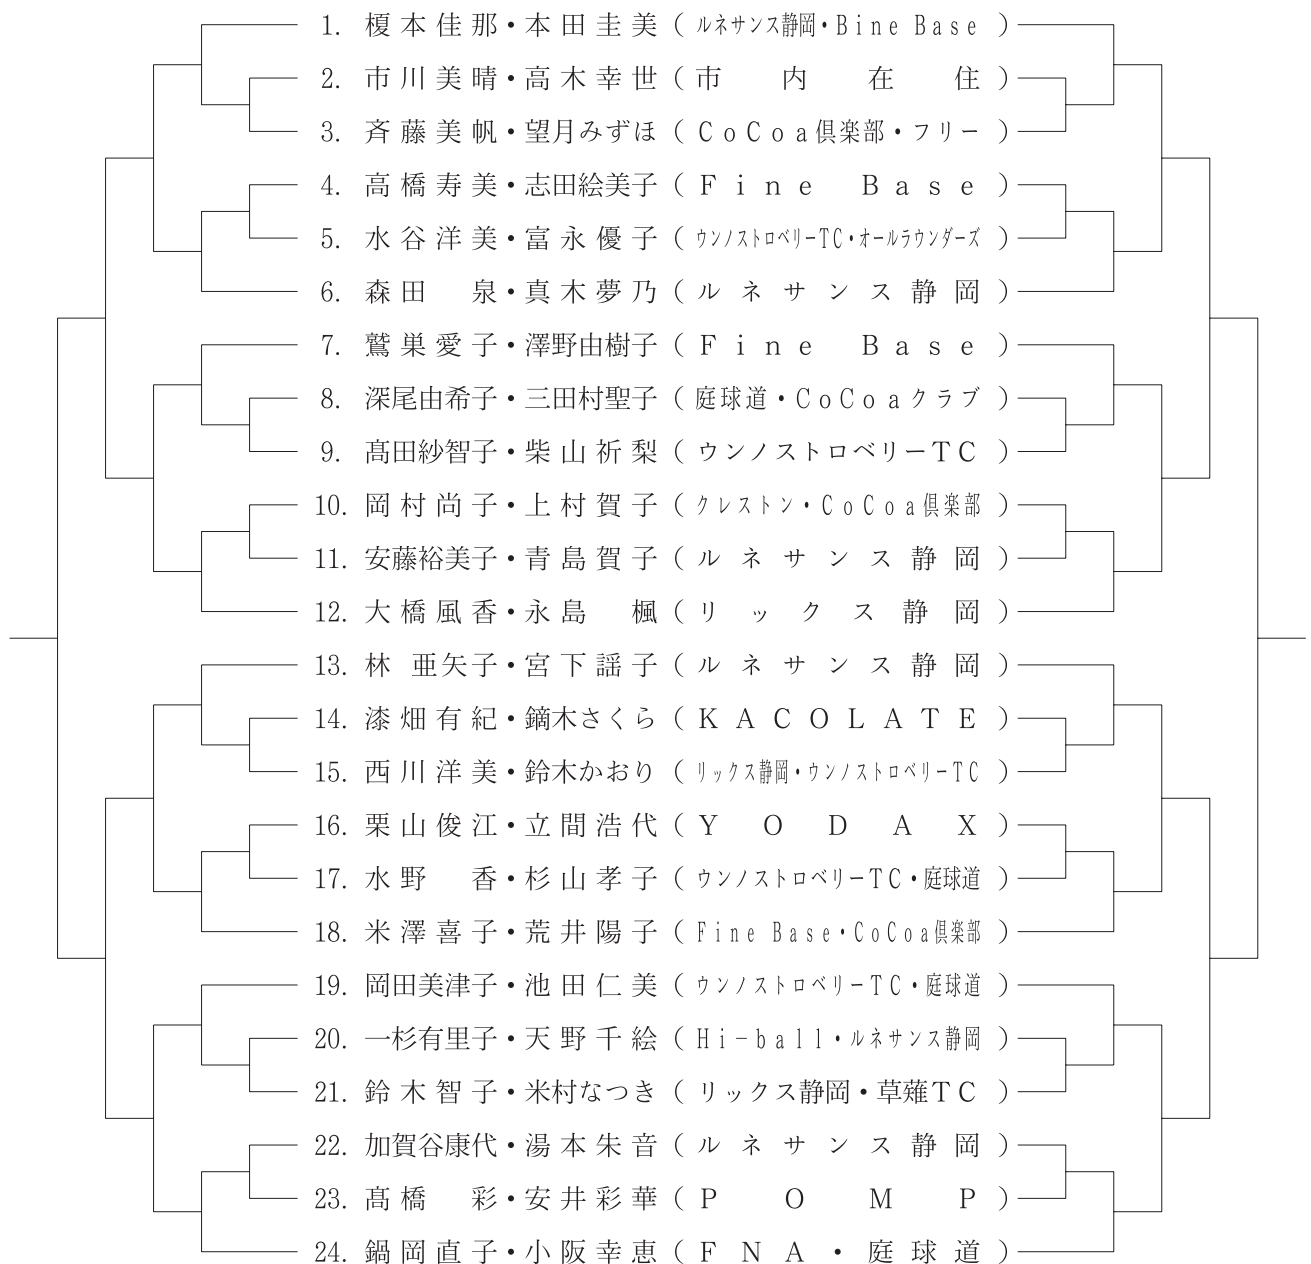 1. 榎本佳那・本田圭美（ルネサンス静岡・Bine Base）
2. 市川美晴・高木幸世（市内在住）
3. 斉藤美帆・望月みずほ（CoCoa倶楽部・フリー）
4. 高橋寿美・志田絵美子（Fine Base）
5. 水谷洋美・富永優子（ウンノストロベリーTC・オールラウンダーズ）
6. 森田　泉・真木夢乃（ルネサンス静岡）
7. 鷲巣愛子・澤野由樹子（Fine Base）
8. 深尾由希子・三田村聖子（庭球道・CoCoaクラブ）
9. 髙田紗智子・柴山祈梨（ウンノストロベリーTC）
10. 岡村尚子・上村賀子（クレストン・CoCoa倶楽部）
11. 安藤裕美子・青島賀子（ルネサンス静岡）
12. 大橋風香・永島　楓（リックス静岡）
13. 林 亜矢子・宮下謡子（ルネサンス静岡）
14. 漆畑有紀・鏑木さくら（KACOLATE）
15. 西川洋美・鈴木かおり（リックス静岡・ウンノストロベリーTC）
16. 栗山俊江・立間浩代（YODAX）
17. 水野　香・杉山孝子（ウンノストロベリーTC・庭球道）
18. 米澤喜子・荒井陽子（Fine Base・CoCoa倶楽部）
19. 岡田美津子・池田仁美（ウンノストロベリーTC・庭球道）
20. 一杉有里子・天野千絵（Hi-ball・ルネサンス静岡）
21. 鈴木智子・米村なつき（リックス静岡・草薙TC）
22. 加賀谷康代・湯本朱音（ルネサンス静岡）
23. 髙橋　彩・安井彩華（POMP）
24. 鍋岡直子・小阪幸恵（FNA・庭球道）